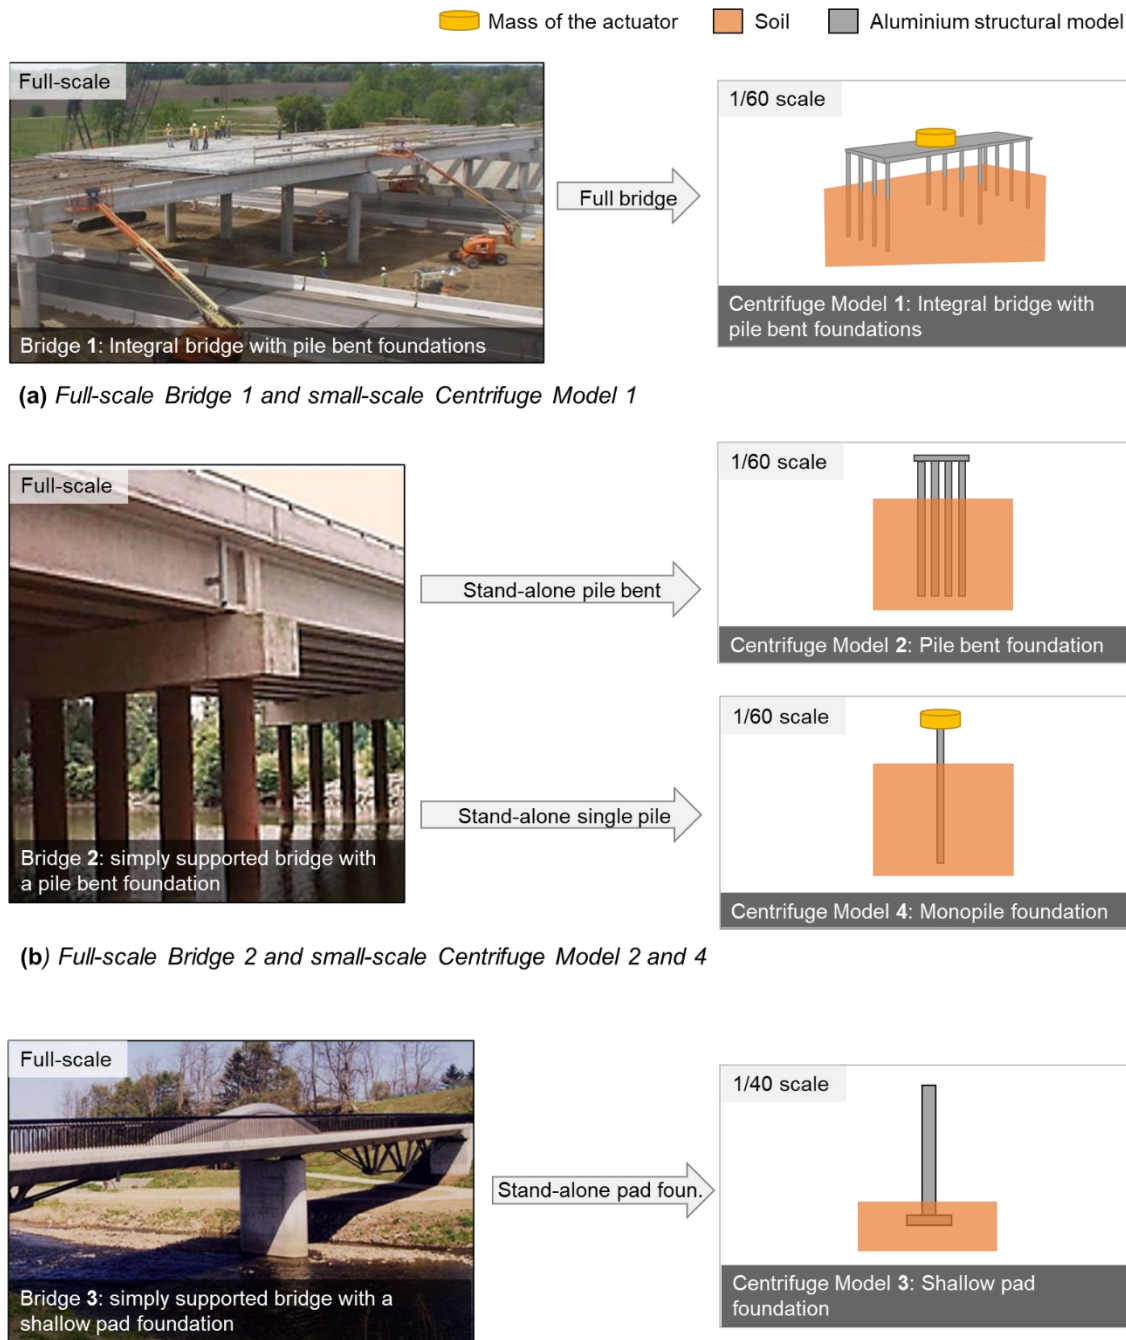 Mass of the actuator
Soil
Aluminium structural model
Full-scale
Bridge 1: Integral bridge with pile bent foundations
Full bridge
1/60 scale
Centrifuge Model 1: Integral bridge with
pile bent foundations
(a) Full-scale Bridge 1 and small-scale Centrifuge Model 1
Full-scale
Bridge 2: simply supported bridge with
a pile bent foundation
Stand-alone pile bent
1/60 scale
Centrifuge Model 2: Pile bent foundation
Stand-alone single pile
1/60 scale
Centrifuge Model 4: Monopile foundation
(b) Full-scale Bridge 2 and small-scale Centrifuge Model 2 and 4
Full-scale
Bridge 3: simply supported bridge with a
shallow pad foundation
Stand-alone pad foun.
1/40 scale
Centrifuge Model 3: Shallow pad
foundation